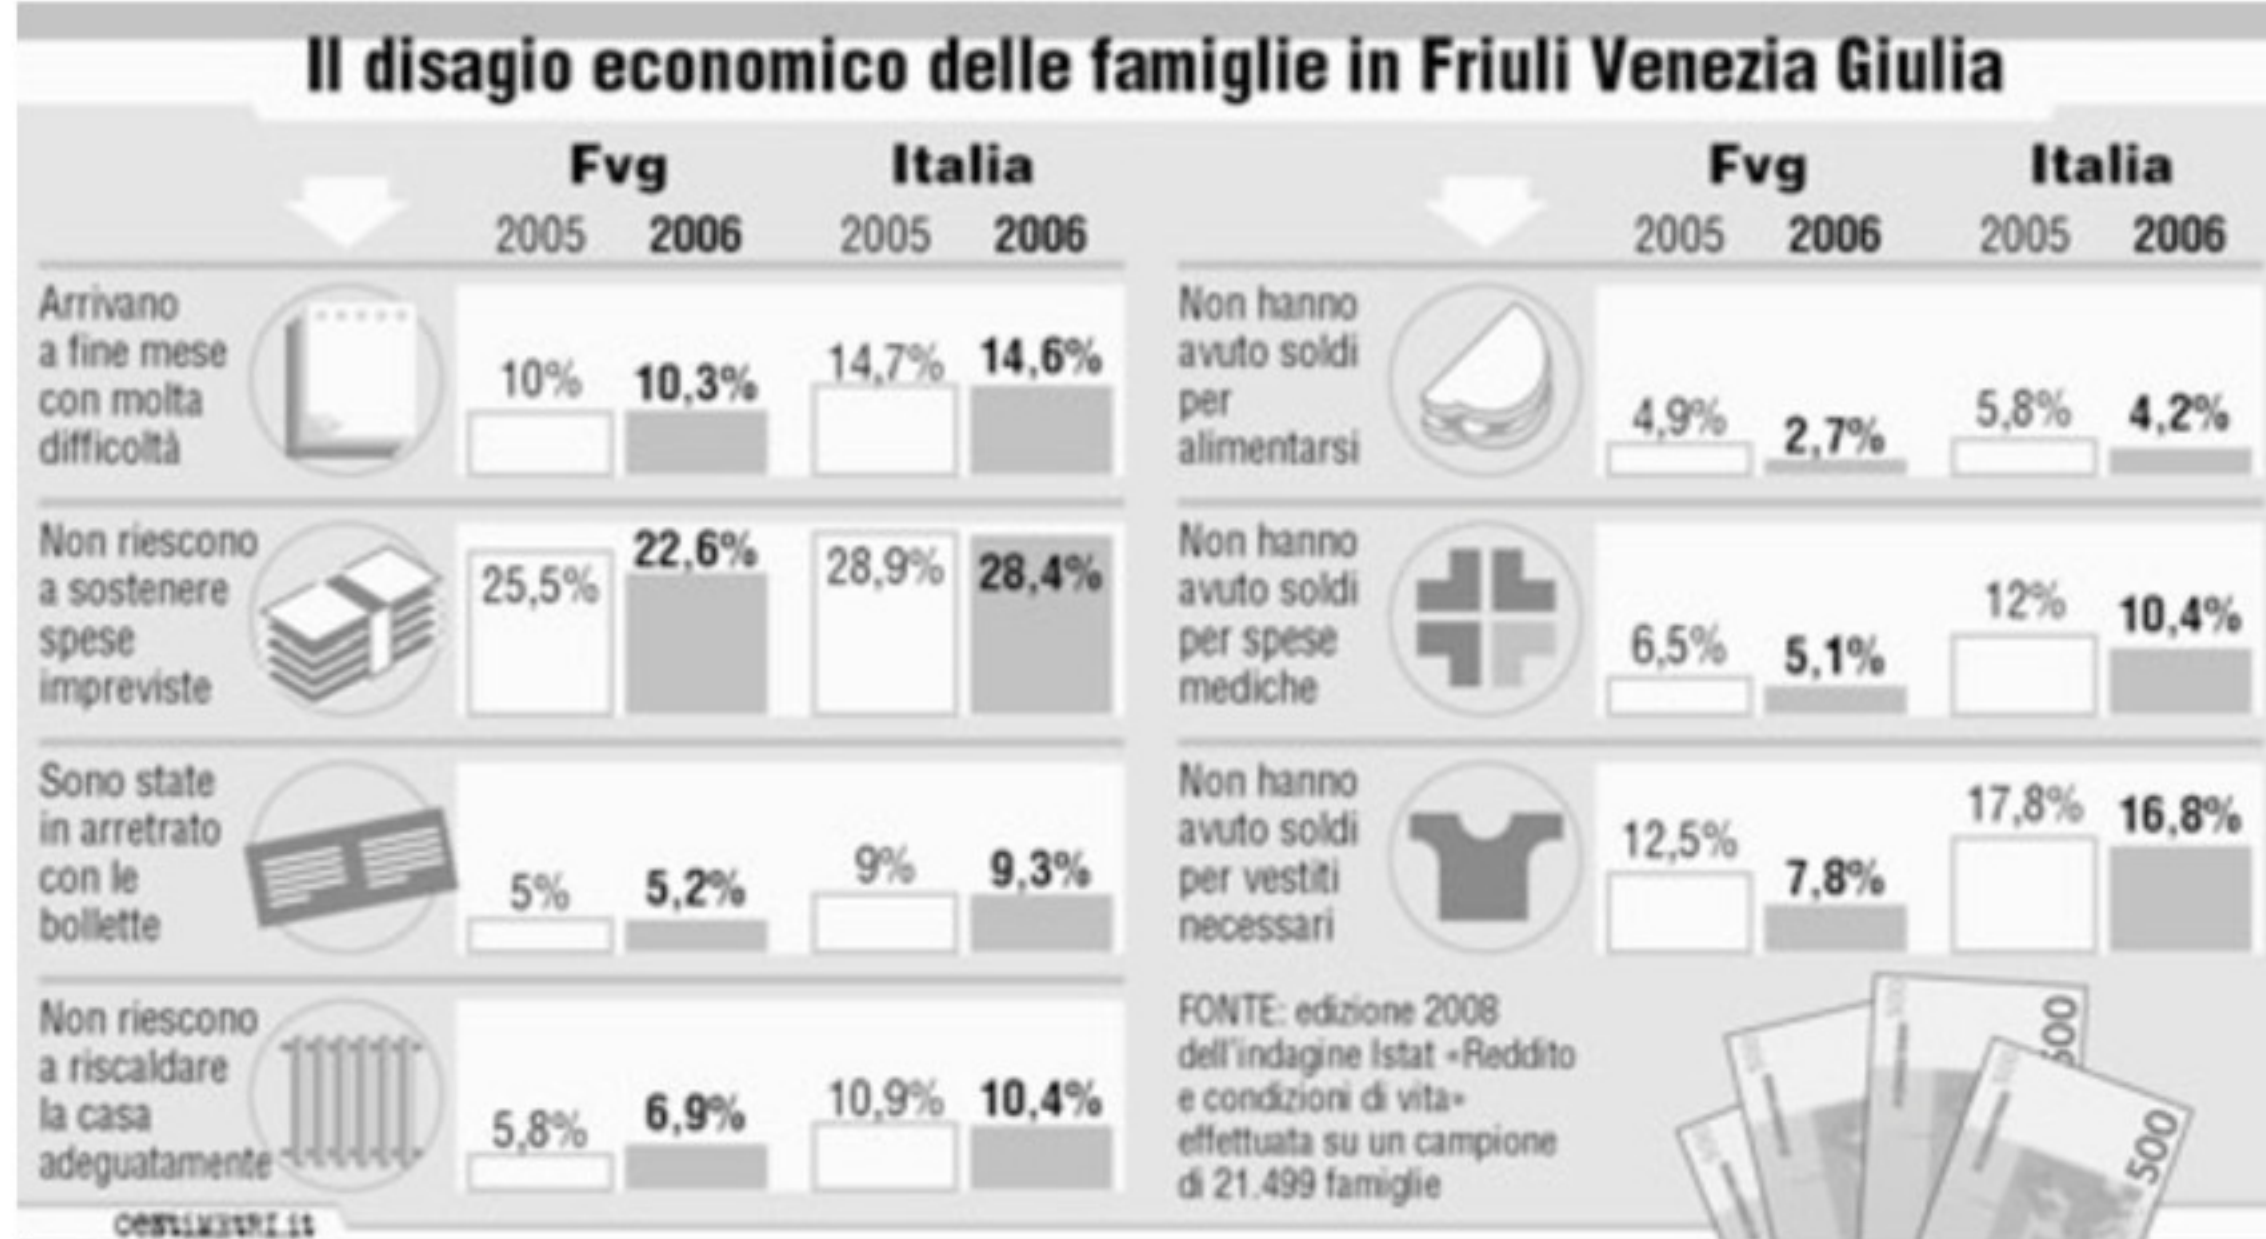 Il disagio economico delle famiglie in Friuli Venezia Giulia
Fvg Italia
2005 2006 2005 2006
Arrivano
a fine mese
con molta
difficoltà
10% 10,3% 14,7% 14,6%
Non riescono
a sostenere
spese
impreviste
25,5% 22,6% 28,9% 28,4%
Sono state
in arretrato
con le
bollette
5% 5,2% 9% 9,3%
Non riescono
a riscaldare
la casa
adeguatamente
5,8% 6,9% 10,9% 10,4%
centimetri.it
Fvg Italia
2005 2006 2005 2006
Non hanno
avuto soldi
per
alimentarsi
4,9% 2,7% 5,8% 4,2%
Non hanno
avuto soldi
per spese
mediche
6,5% 5,1% 12% 10,4%
Non hanno
avuto soldi
per vestiti
necessari
12,5% 7,8% 17,8% 16,8%
FONTE: edizione 2008
dell'indagine Istat «Reddito
e condizioni di vita»
effettuata su un campione
di 21.499 famiglie
500
500